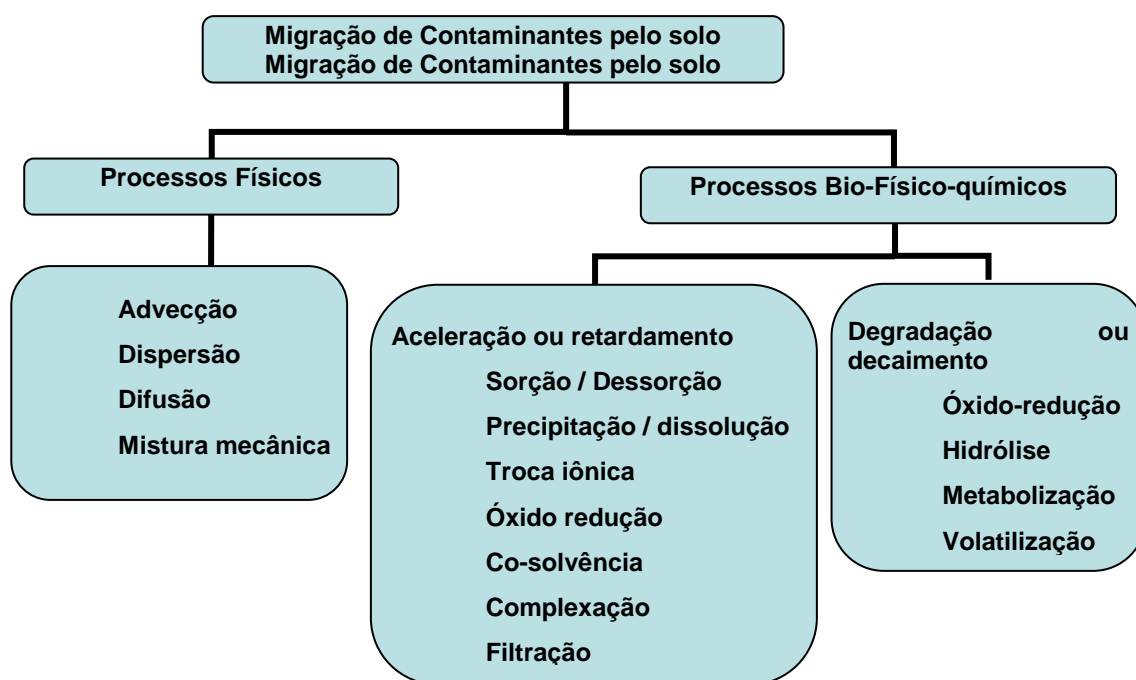 Migração de Contaminantes pelo solo
Migração de Contaminantes pelo solo
Processos Físicos
Processos Bio-Físico-químicos
Advecção
Dispersão
Difusão
Mistura mecânica
Aceleração ou retardamento
Sorção / Dessorção
Precipitação / dissolução
Troca iônica
Óxido redução
Co-solvência
Complexação
Filtração
Degradação ou
decaimento
Óxido-redução
Hidrólise
Metabolização
Volatilização